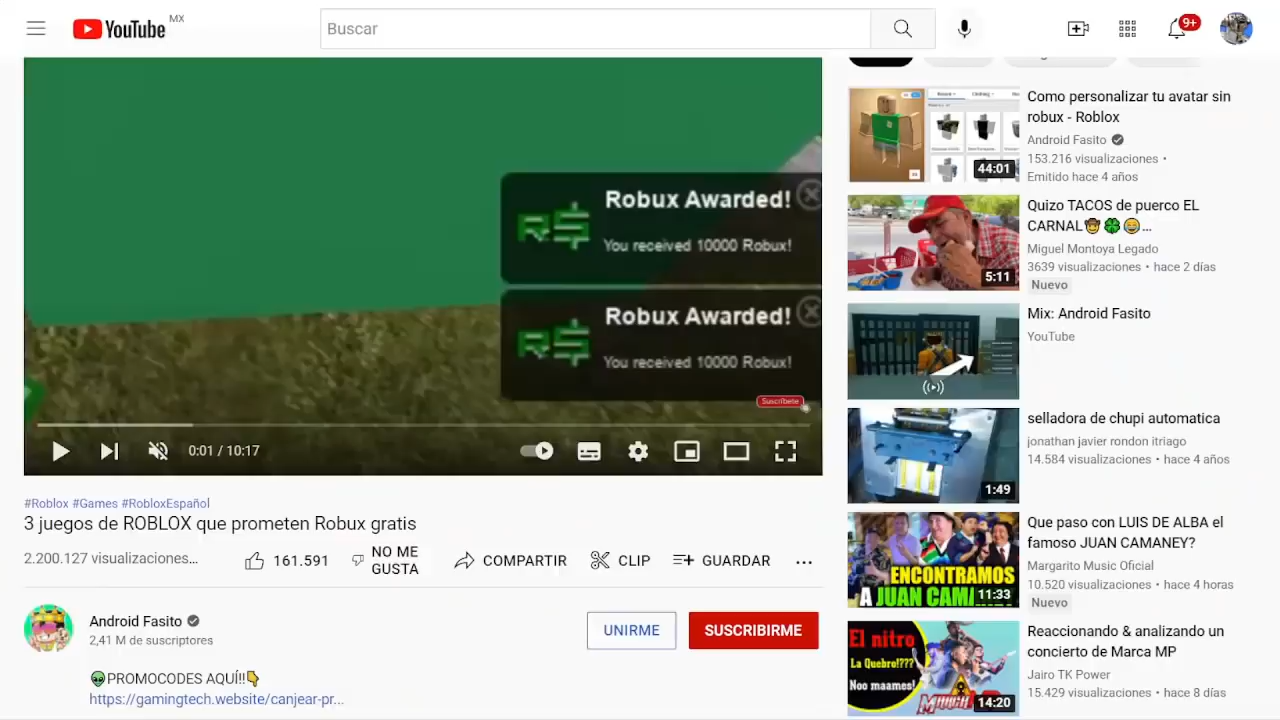 YouTube MX
Buscar
9+
Robux Awarded!
R$
You received 10000 Robux!
Robux Awarded!
R$
You received 10000 Robux!
Suscríbete
0:01 / 10:17
#Roblox #Games #RobloxEspañol
3 juegos de ROBLOX que prometen Robux gratis
2.200.127 visualizaciones...
161.591
NO ME
GUSTA
COMPARTIR
CLIP
GUARDAR
Android Fasito
2,41 M de suscriptores
UNIRME
SUSCRIBIRME
PROMOCODES AQUÍ!!
https://gamingtech.website/canjear-pr...
44:01
Como personalizar tu avatar sin
robux - Roblox
Android Fasito
153.216 visualizaciones •
Emitido hace 4 años
5:11
Quizo TACOS de puerco EL
CARNAL🤠🍀😂...
Miguel Montoya Legado
3639 visualizaciones • hace 2 días
Nuevo
Mix: Android Fasito
YouTube
1:49
selladora de chupi automatica
jonathan javier rondon itriago
14.584 visualizaciones • hace 4 años
ENCONTRAMOS
A JUAN CAM
11:33
Que paso con LUIS DE ALBA el
famoso JUAN CAMANEY?
Margarito Music Oficial
10.520 visualizaciones • hace 4 horas
Nuevo
El nitro
La Quebro!???
Noo maames!
14:20
Reaccionando & analizando un
concierto de Marca MP
Jairo TK Power
15.429 visualizaciones • hace 8 días